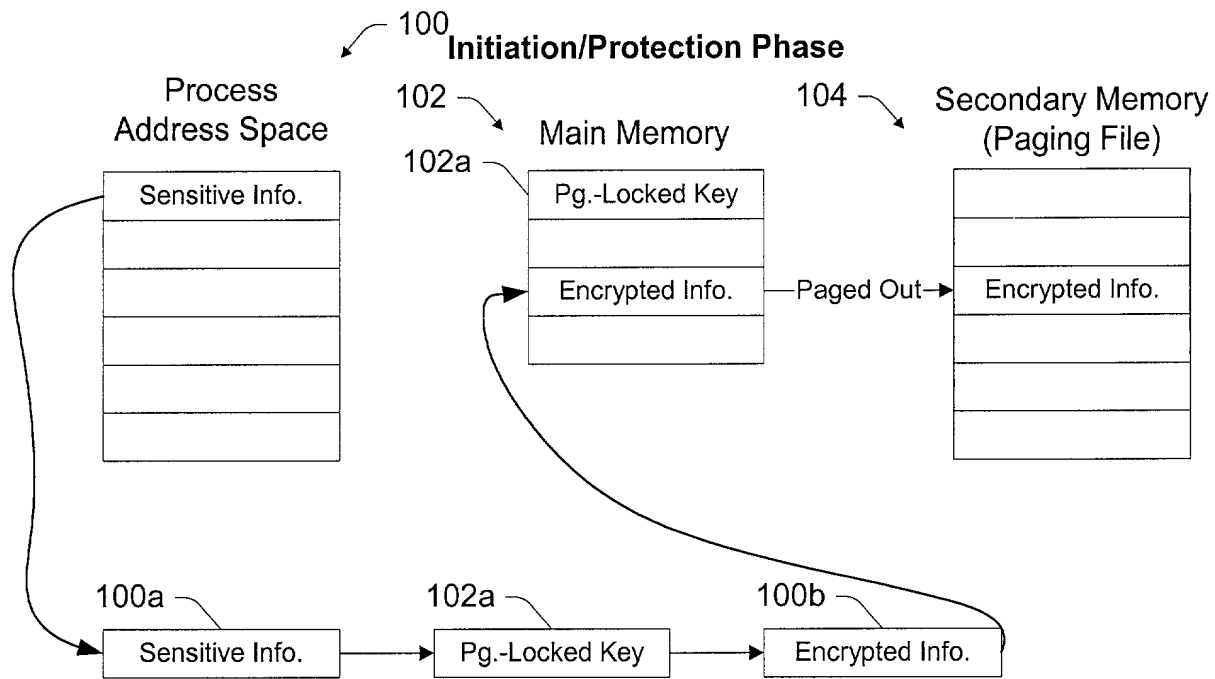 100
Initiation/Protection Phase
Process
Address Space
102
Main Memory
104
Secondary Memory
(Paging File)
102a
Sensitive Info.
Pg.-Locked Key
Encrypted Info.
Paged Out
Encrypted Info.
100a
102a
100b
Sensitive Info.
Pg.-Locked Key
Encrypted Info.